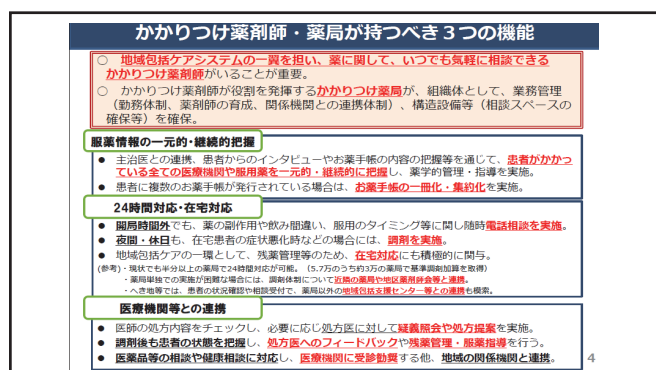 かかりつけ薬剤師・薬局が持つべき３つの機能
○ 地域包括ケアシステムの一翼を担い、薬に関して、いつでも気軽に相談できる
かかりつけ薬剤師がいることが重要。
○ かかりつけ薬剤師が役割を発揮するかかりつけ薬局が、組織体として、業務管理
（勤務体制、薬剤師の育成、関係機関との連携体制）、構造設備等（相談スペースの
確保等）を確保。
服薬情報の一元的･継続的把握
● 主治医との連携、患者からのインタビューやお薬手帳の内容の把握等を通じて、患者がかかっ
ている全ての医療機関や服用薬を一元的・継続的に把握し、薬学的管理・指導を実施。
● 患者に複数のお薬手帳が発行されている場合は、お薬手帳の一冊化・集約化を実施。
24時間対応･在宅対応
● 開局時間外でも、薬の副作用や飲み間違い、服用のタイミング等に関し随時電話相談を実施。
● 夜間・休日も、在宅患者の症状悪化時などの場合には、調剤を実施。
● 地域包括ケアの一環として、残薬管理等のため、在宅対応にも積極的に関与。
(参考)・現状でも半分以上の薬局で24時間対応が可能。（5.7万のうち約3万の薬局で基準調剤加算を取得）
・薬局単独での実施が困難な場合には、調剤体制について近隣の薬局や地区薬剤師会等と連携。
・へき地等では、患者の状況確認や相談受付で、薬局以外の地域包括支援センター等との連携も模索。
医療機関等との連携
● 医師の処方内容をチェックし、必要に応じ処方医に対して疑義照会や処方提案を実施。
● 調剤後も患者の状態を把握し、処方医へのフィードバックや残薬管理・服薬指導を行う。
● 医薬品等の相談や健康相談に対応し、医療機関に受診勧奨する他、地域の関係機関と連携。
4